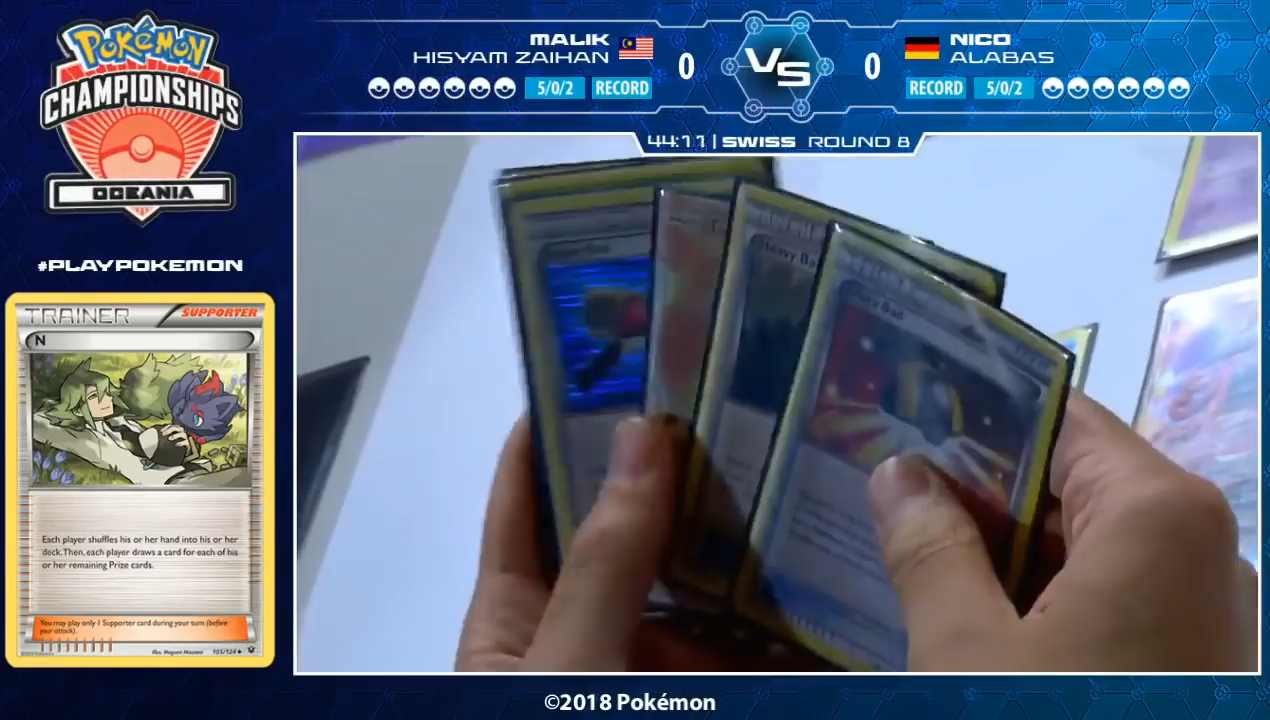 Pokémon
CHAMPIONSHIPS
OCEANIA
#PLAYPOKEMON
MALIK
HISYAM ZAIHAN
0
VS
0
NICO
ALABAS
5/0/2
RECORD
RECORD
5/0/2
44:11 | SWISS ROUND 8
TRAINER
SUPPORTER
N
Each player shuffles his or her hand into his or her
deck.Then, each player draws a card for each of his
or her remaining Prize cards.
You may play only 1 Supporter card during your turn (before
your attack).
105/124
Heavy Ba
Ball
©2018 Pokémon